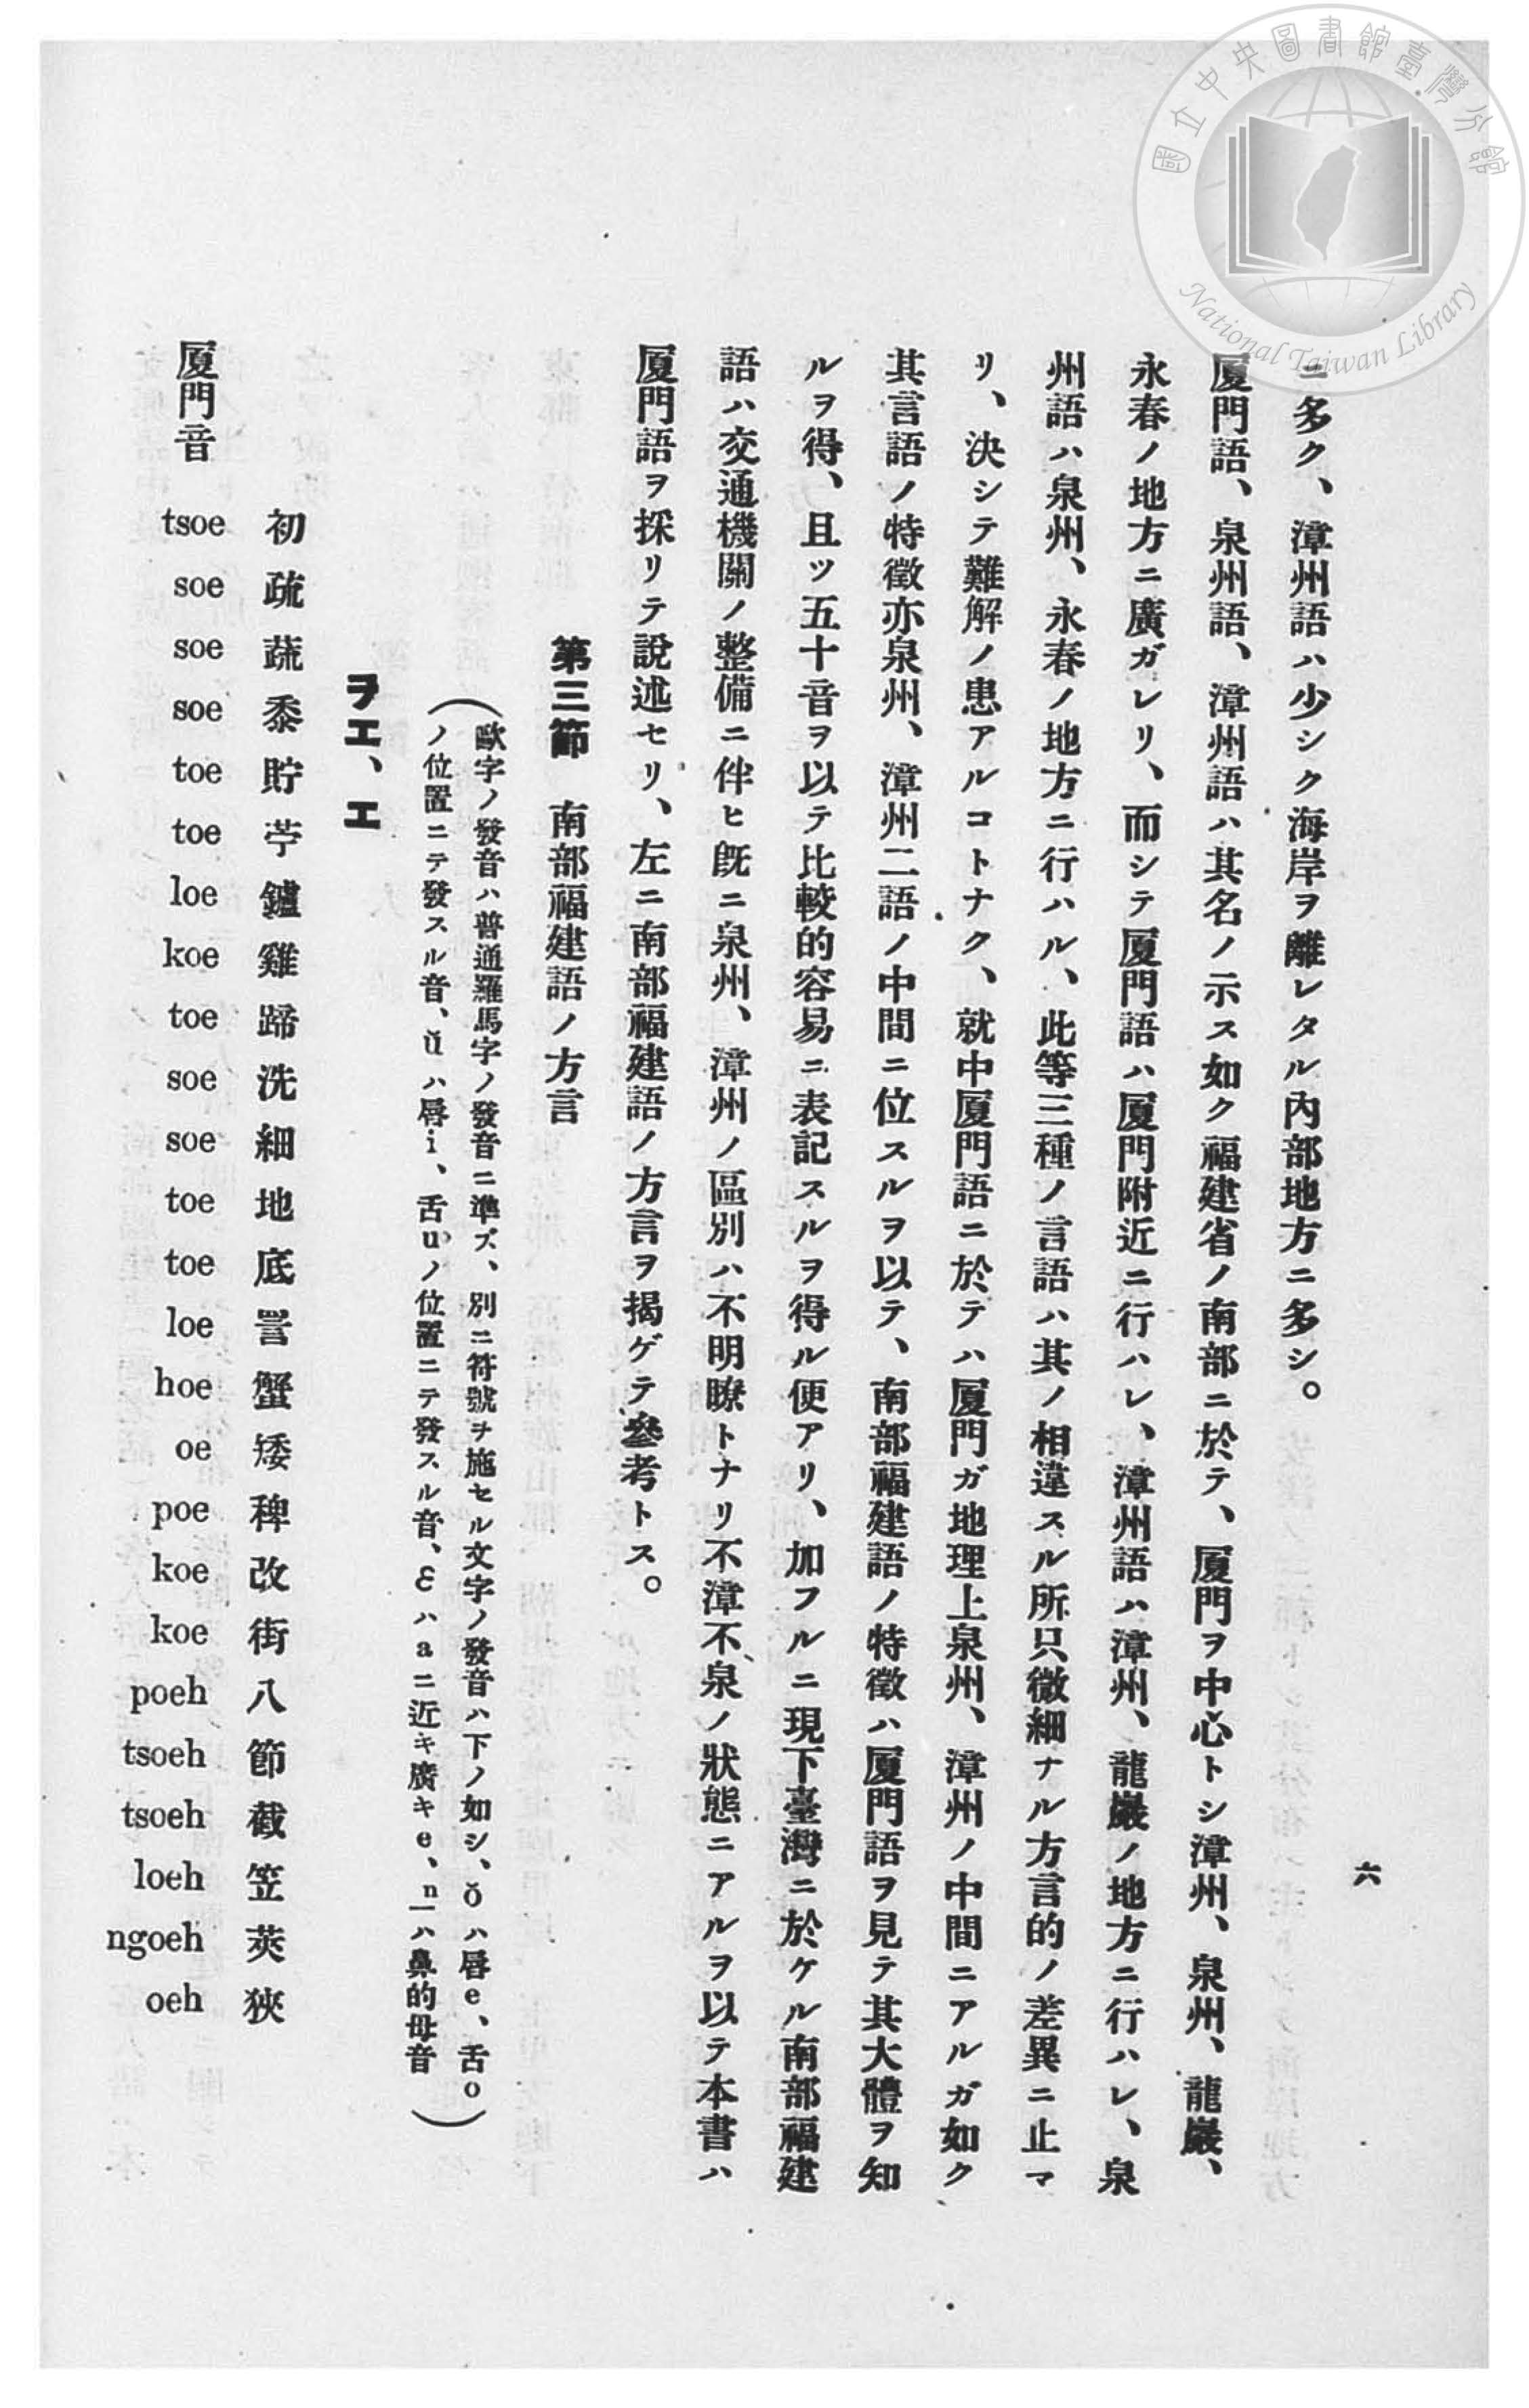 國立中央圖書館臺灣分館
National Taiwan Library
六
ニ多ク、漳州語ハ少シク海岸ヲ離レタル內部地方ニ多シ。
厦門語、泉州語、漳州語ハ其名ノ示ス如ク福建省ノ南部ニ於テ、厦門ヲ中心トシ漳州、泉州、龍巖、
永春ノ地方ニ廣ガレリ、而シテ厦門語ハ厦門附近ニ行ハレ、漳州語ハ漳州、龍巖ノ地方ニ行ハレ、泉
州語ハ泉州、永春ノ地方ニ行ハル、此等三種ノ言語ハ其ノ相違スル所只微細ナル方言的ノ差異ニ止マ
リ、決シテ難解ノ患アルコトナク、就中厦門語ニ於テハ厦門ガ地理上泉州、漳州ノ中間ニアルガ如ク
其言語ノ特徵亦泉州、漳州二語ノ中間ニ位スルヲ以テ、南部福建語ノ特徵ハ厦門語ヲ見テ其大體ヲ知
ルヲ得、且ツ五十音ヲ以テ比較的容易ニ表記スルヲ得ル便アリ、加フルニ現下臺灣ニ於ケル南部福建
語ハ交通機關ノ整備ニ伴ヒ旣ニ泉州、漳州ノ區別ハ不明瞭トナリ不漳不泉ノ狀態ニアルヲ以テ本書ハ
厦門語ヲ採リテ說述セリ、左ニ南部福建語ノ方言ヲ揭ゲテ參考トス。
第三節　南部福建語ノ方言
（歐字ノ發音ハ普通羅馬字ノ發音ニ準ズ、別ニ符號ヲ施セル文字ノ發音ハ下ノ如シ、ŏハ唇e、舌o
ノ位置ニテ發スル音、ŭハ唇i、舌uノ位置ニテ發スル音、εハaニ近キ廣キe、n—ハ鼻的母音）
ヲエ、エ
初 疏 蔬 黍 貯 苧 鑢 雞 蹄 洗 細 地 底 詈 蟹 矮 稗 改 街 八 節 截 笠 莢 狹
厦門音 tsoe soe soe soe toe toe loe koe toe soe soe toe toe loe hoe oe poe koe koe poeh tsoeh tsoeh loeh ngoeh oeh